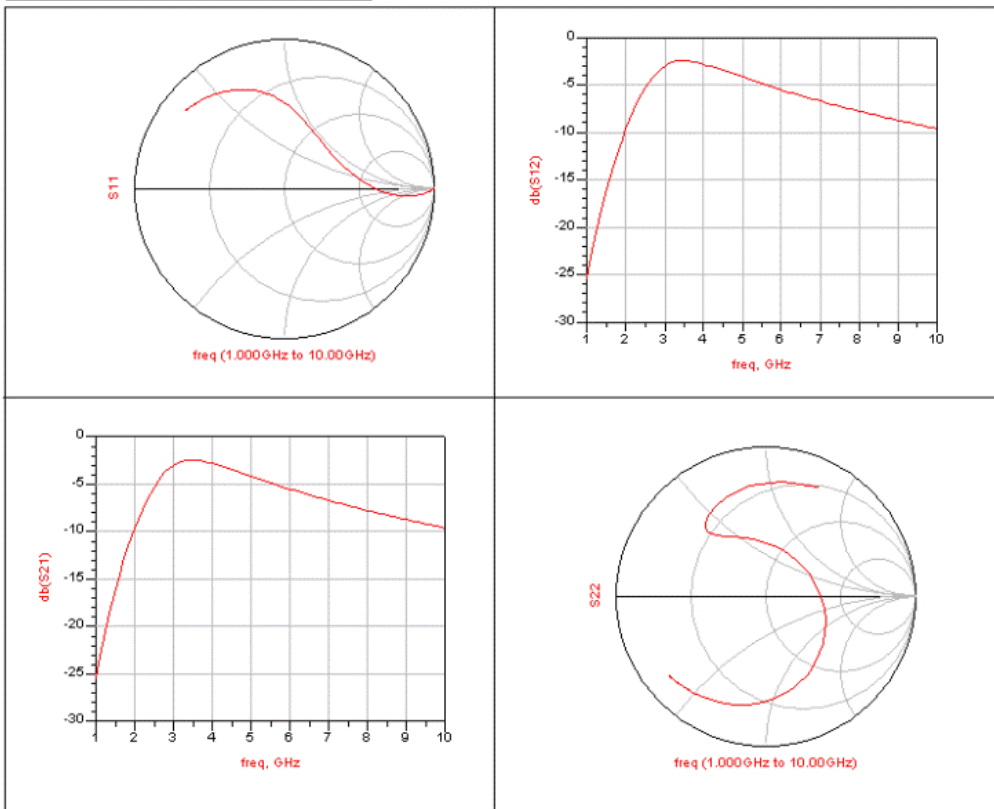 S11
freq (1.000GHz to 10.00GHz)
db(S12)
0
-5
-10
-15
-20
-25
-30
1 2 3 4 5 6 7 8 9 10
freq, GHz
db(S21)
0
-5
-10
-15
-20
-25
-30
1 2 3 4 5 6 7 8 9 10
freq, GHz
S22
freq (1.000GHz to 10.00GHz)